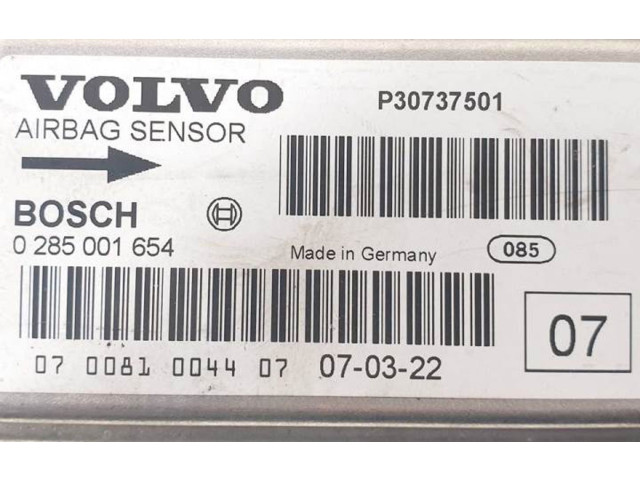 VOLVO
P30737501
AIRBAG SENSOR
BOSCH
0 285 001 654
Made in Germany
085
07 0081 0044 07
07-03-22
07